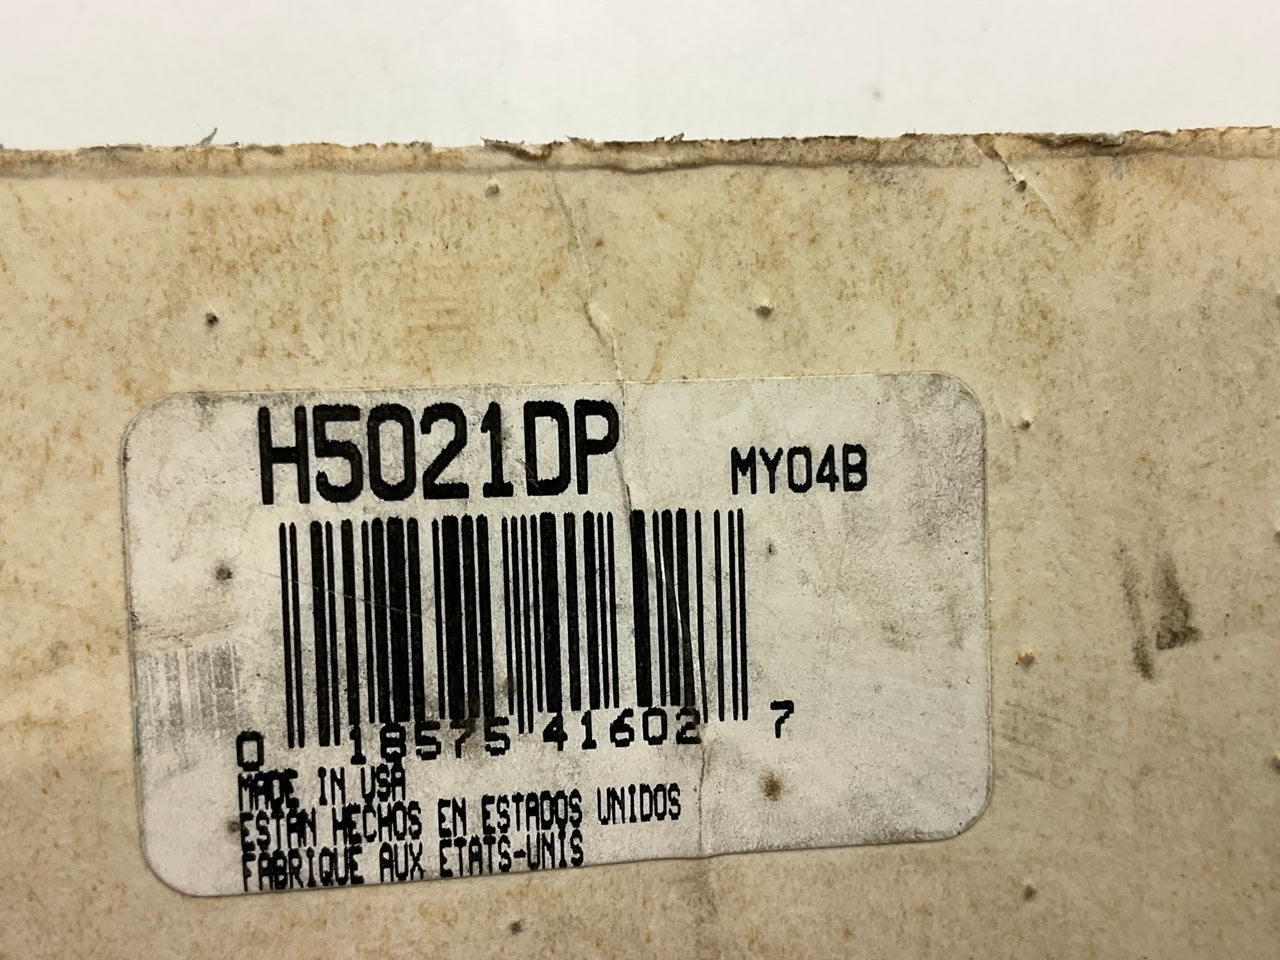 H5021DP
MY04B
0 18575 41602 7
MADE IN USA
ESTAN HECHOS EN ESTADOS UNIDOS
FABRIQUE AUX ETATS-UNIS